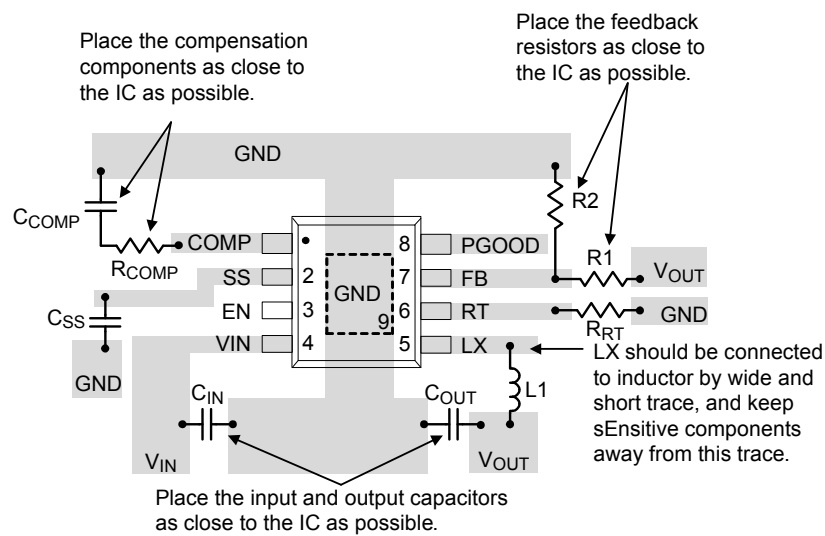 Place the compensation
components as close to
the IC as possible.
Place the feedback
resistors as close to
the IC as possible.
GND
CCOMP
RCOMP
R2
R1
VOUT
COMP
SS
EN
VIN
2
3
4
GND
9
8
7
6
5
PGOOD
FB
RT
LX
RRT
GND
CSS
GND
LX should be connected
to inductor by wide and
short trace, and keep
sEnsitive components
away from this trace.
L1
CIN
COUT
VIN
VOUT
Place the input and output capacitors
as close to the IC as possible.